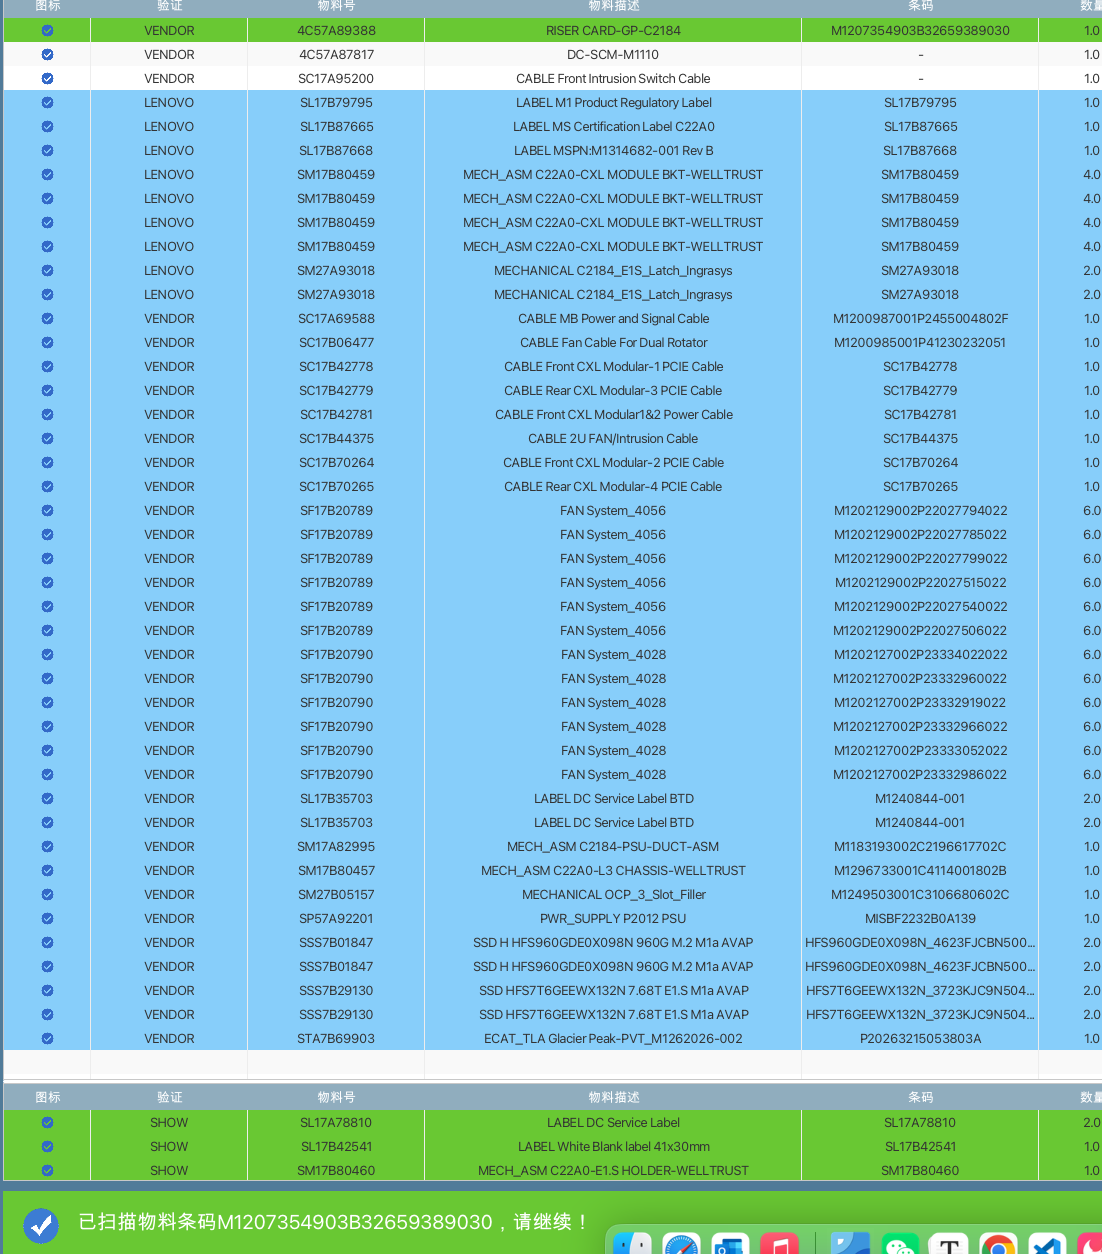 图标 验证 物料号 物料描述 条码 数量
VENDOR 4C57A89388 RISER CARD-GP-C2184 M1207354903B32659389030 1.0
VENDOR 4C57A87817 DC-SCM-M1110 - 1.0
VENDOR SC17A95200 CABLE Front Intrusion Switch Cable - 1.0
LENOVO SL17B79795 LABEL M1 Product Regulatory Label SL17B79795 1.0
LENOVO SL17B87665 LABEL MS Certification Label C22A0 SL17B87665 1.0
LENOVO SL17B87668 LABEL MSPN:M1314682-001 Rev B SL17B87668 1.0
LENOVO SM17B80459 MECH_ASM C22A0-CXL MODULE BKT-WELLTRUST SM17B80459 4.0
LENOVO SM17B80459 MECH_ASM C22A0-CXL MODULE BKT-WELLTRUST SM17B80459 4.0
LENOVO SM17B80459 MECH_ASM C22A0-CXL MODULE BKT-WELLTRUST SM17B80459 4.0
LENOVO SM17B80459 MECH_ASM C22A0-CXL MODULE BKT-WELLTRUST SM17B80459 4.0
LENOVO SM27A93018 MECHANICAL C2184_E1S_Latch_Ingrasys SM27A93018 2.0
LENOVO SM27A93018 MECHANICAL C2184_E1S_Latch_Ingrasys SM27A93018 2.0
VENDOR SC17A69588 CABLE MB Power and Signal Cable M1200987001P2455004802F 1.0
VENDOR SC17B06477 CABLE Fan Cable For Dual Rotator M1200985001P41230232051 1.0
VENDOR SC17B42778 CABLE Front CXL Modular-1 PCIE Cable SC17B42778 1.0
VENDOR SC17B42779 CABLE Rear CXL Modular-3 PCIE Cable SC17B42779 1.0
VENDOR SC17B42781 CABLE Front CXL Modular1&2 Power Cable SC17B42781 1.0
VENDOR SC17B44375 CABLE 2U FAN/Intrusion Cable SC17B44375 1.0
VENDOR SC17B70264 CABLE Front CXL Modular-2 PCIE Cable SC17B70264 1.0
VENDOR SC17B70265 CABLE Rear CXL Modular-4 PCIE Cable SC17B70265 1.0
VENDOR SF17B20789 FAN System_4056 M1202129002P22027794022 6.0
VENDOR SF17B20789 FAN System_4056 M1202129002P22027785022 6.0
VENDOR SF17B20789 FAN System_4056 M1202129002P22027799022 6.0
VENDOR SF17B20789 FAN System_4056 M1202129002P22027515022 6.0
VENDOR SF17B20789 FAN System_4056 M1202129002P22027540022 6.0
VENDOR SF17B20789 FAN System_4056 M1202129002P22027506022 6.0
VENDOR SF17B20790 FAN System_4028 M1202127002P23334022022 6.0
VENDOR SF17B20790 FAN System_4028 M1202127002P23332960022 6.0
VENDOR SF17B20790 FAN System_4028 M1202127002P23332919022 6.0
VENDOR SF17B20790 FAN System_4028 M1202127002P23332966022 6.0
VENDOR SF17B20790 FAN System_4028 M1202127002P23333052022 6.0
VENDOR SF17B20790 FAN System_4028 M1202127002P23332986022 6.0
VENDOR SL17B35703 LABEL DC Service Label BTD M1240844-001 2.0
VENDOR SL17B35703 LABEL DC Service Label BTD M1240844-001 2.0
VENDOR SM17A82995 MECH_ASM C2184-PSU-DUCT-ASM M1183193002C2196617702C 1.0
VENDOR SM17B80457 MECH_ASM C22A0-L3 CHASSIS-WELLTRUST M1296733001C4114001802B 1.0
VENDOR SM27B05157 MECHANICAL OCP_3_Slot_Filler M1249503001C3106680602C 1.0
VENDOR SP57A92201 PWR_SUPPLY P2012 PSU MISBF2232B0A139 1.0
VENDOR SSS7B01847 SSD H HFS960GDE0X098N 960G M.2 M1a AVAP HFS960GDE0X098N_4623FJCBN500... 2.0
VENDOR SSS7B01847 SSD H HFS960GDE0X098N 960G M.2 M1a AVAP HFS960GDE0X098N_4623FJCBN500... 2.0
VENDOR SSS7B29130 SSD HFS7T6GEEWX132N 7.68T E1.S M1a AVAP HFS7T6GEEWX132N_3723KJC9N504... 2.0
VENDOR SSS7B29130 SSD HFS7T6GEEWX132N 7.68T E1.S M1a AVAP HFS7T6GEEWX132N_3723KJC9N504... 2.0
VENDOR STA7B69903 ECAT_TLA Glacier Peak-PVT_M1262026-002 P20263215053803A 1.0
图标 验证 物料号 物料描述 条码 数量
SHOW SL17A78810 LABEL DC Service Label SL17A78810 2.0
SHOW SL17B42541 LABEL White Blank label 41x30mm SL17B42541 1.0
SHOW SM17B80460 MECH_ASM C22A0-E1.S HOLDER-WELLTRUST SM17B80460 1.0
已扫描物料条码M1207354903B32659389030，请继续！